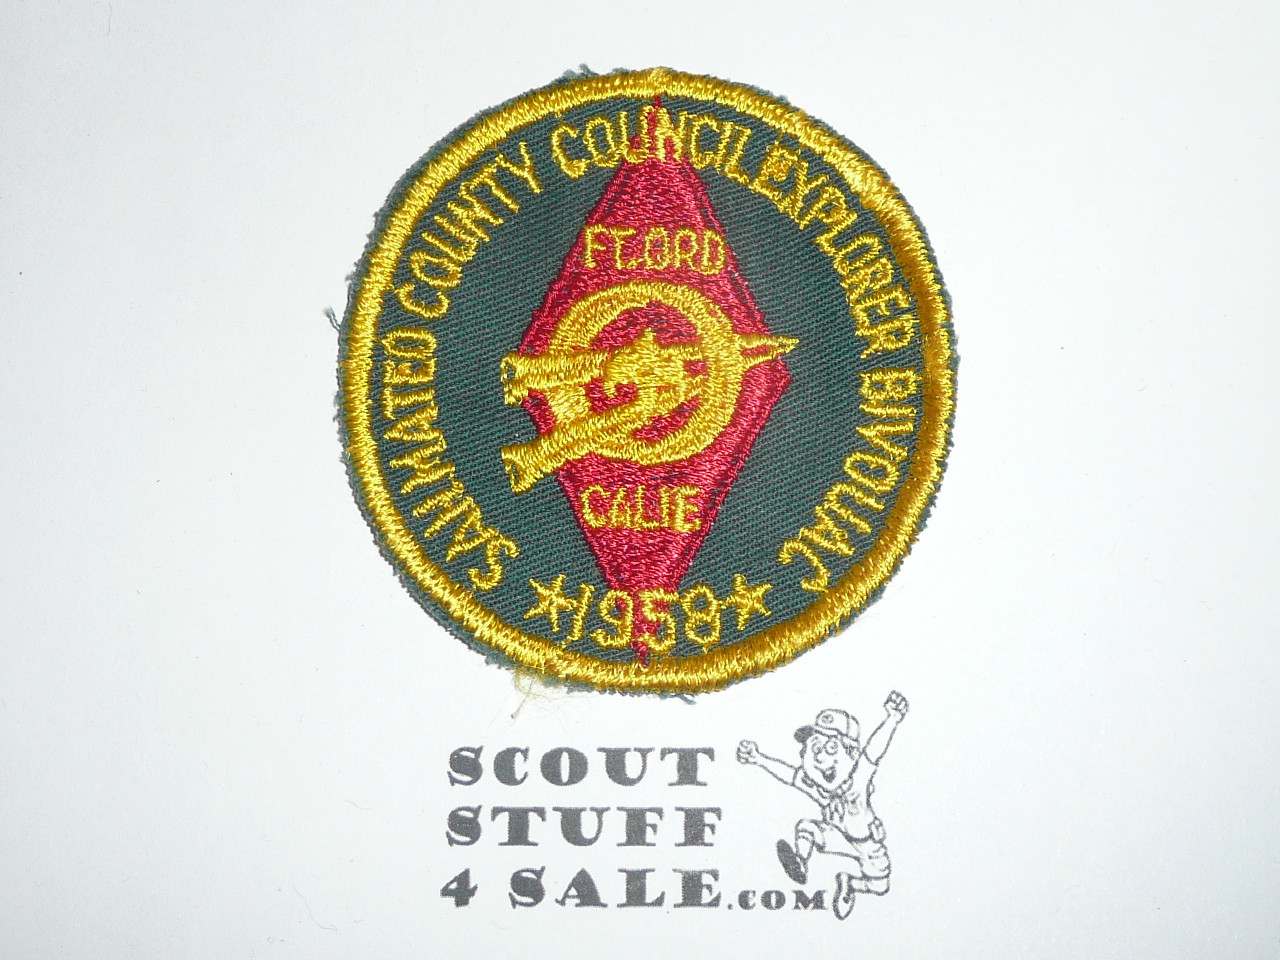 SAN MATEO COUNTY COUNCIL EXPLORER BIVOUAC
FT. ORD
CALIF
★1958★
SCOUT
STUFF
4 SALE.COM